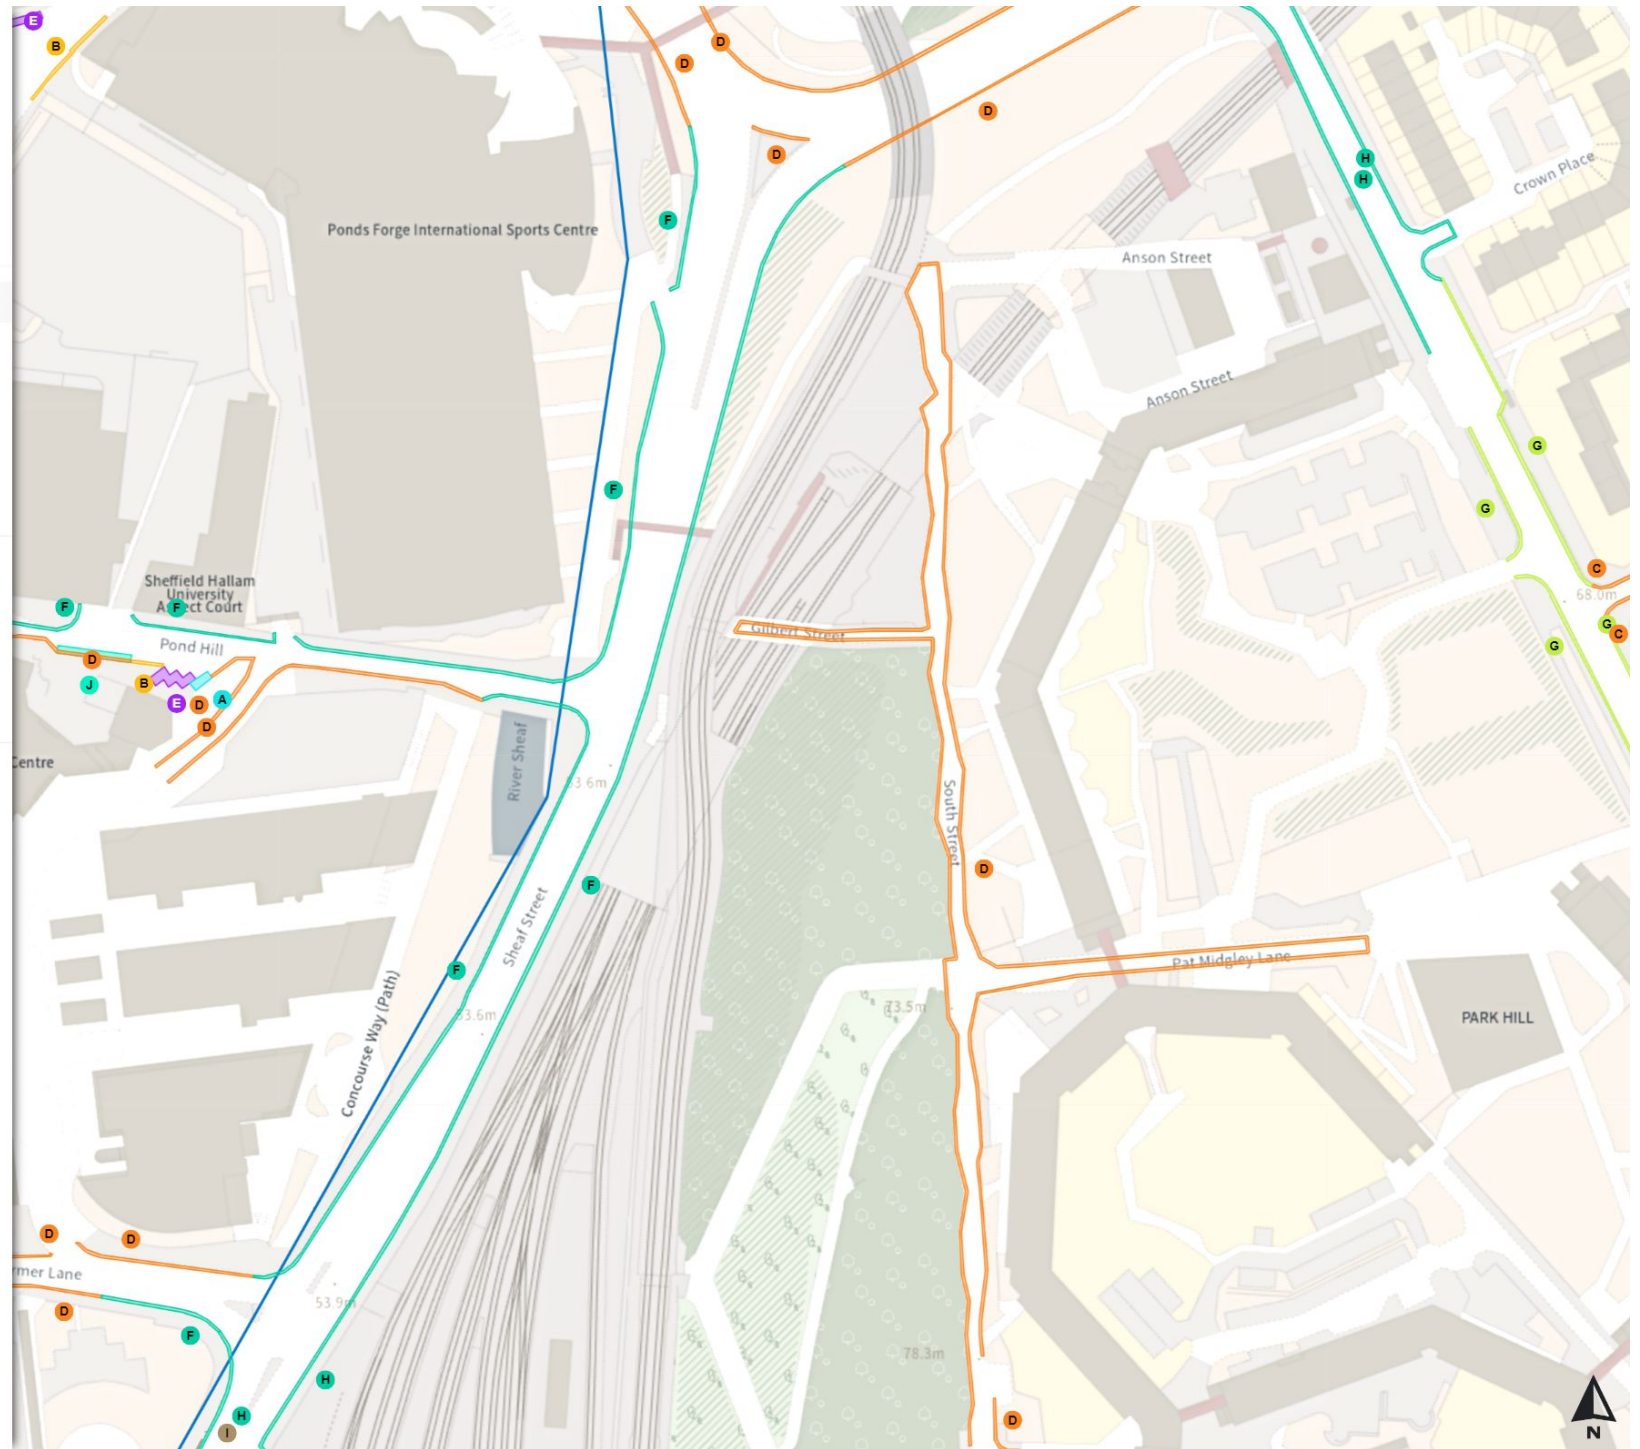 E
B
D
D
D
D
H
H
Crown Place
Ponds Forge International Sports Centre
F
Anson Street
Anson Street
G
F
G
Sheffield Hallam
University
Aspect Court
F
F
C
68.0m
G
C
G
Pond Hill
Gilbert Street
D
J
B
E
D
A
D
Centre
River Sheaf
53.6m
South Street
D
F
Sheaf Street
F
Pat Midgley Lane
Concourse Way (Path)
53.6m
73.5m
PARK HILL
D
D
rmer Lane
D
53.9m
F
78.3m
H
H
I
D
N